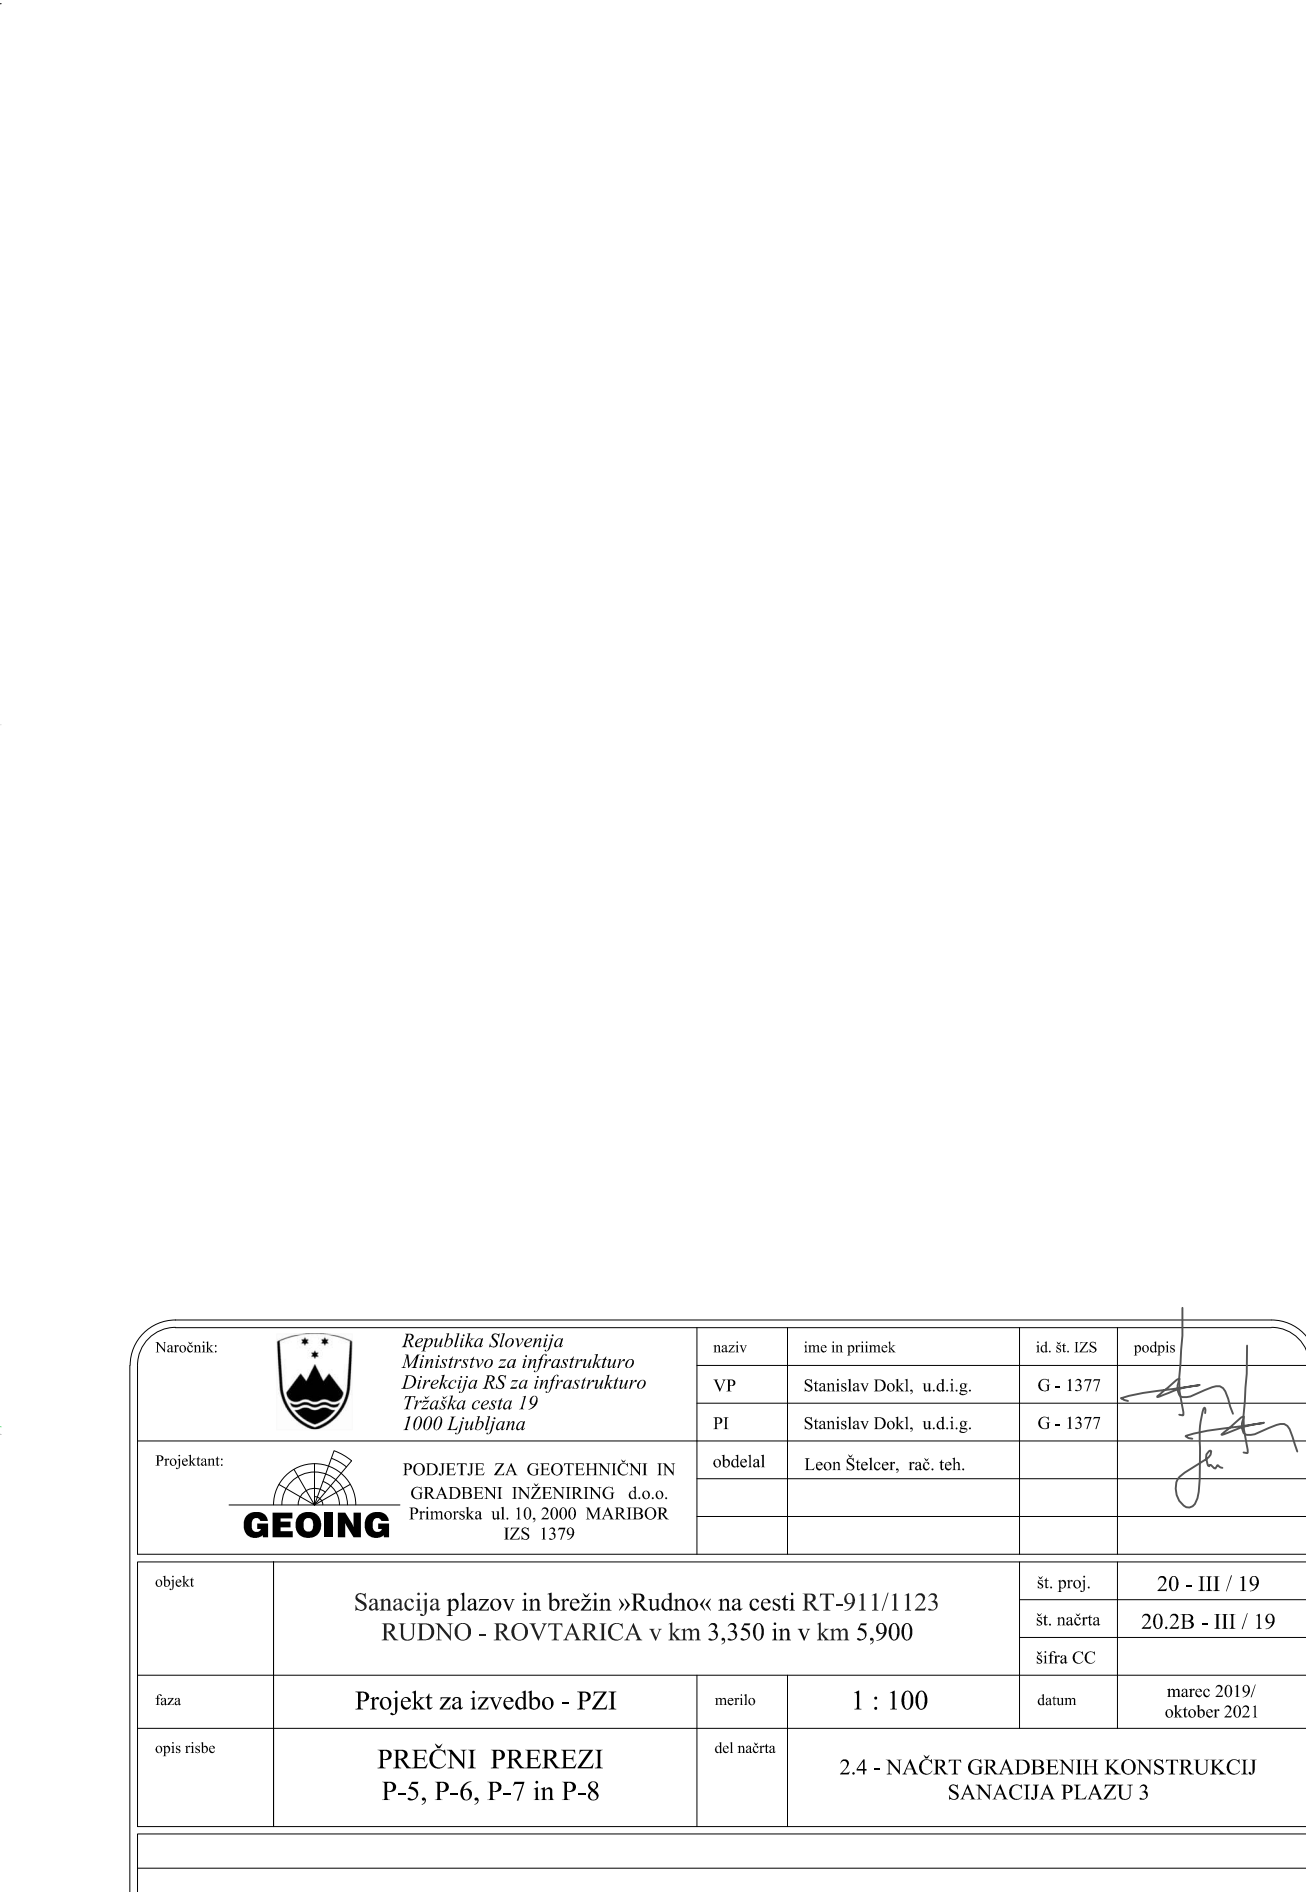 Naročnik:
Republika Slovenija
Ministrstvo za infrastrukturo
Direkcija RS za infrastrukturo
Tržaška cesta 19
1000 Ljubljana
naziv ime in priimek id. št. IZS podpis
VP Stanislav Dokl, u.d.i.g. G - 1377
PI Stanislav Dokl, u.d.i.g. G - 1377
obdelal Leon Štelcer, rač. teh.
Projektant:
GEOING
PODJETJE ZA GEOTEHNIČNI IN
GRADBENI INŽENIRING d.o.o.
Primorska ul. 10, 2000 MARIBOR
IZS 1379
objekt
Sanacija plazov in brežin »Rudno« na cesti RT-911/1123
RUDNO - ROVTARICA v km 3,350 in v km 5,900
št. proj. 20 - III / 19
št. načrta 20.2B - III / 19
šifra CC
faza Projekt za izvedbo - PZI
merilo 1 : 100
datum marec 2019/
oktober 2021
opis risbe
PREČNI PREREZI
P-5, P-6, P-7 in P-8
del načrta
2.4 - NAČRT GRADBENIH KONSTRUKCIJ
SANACIJA PLAZU 3